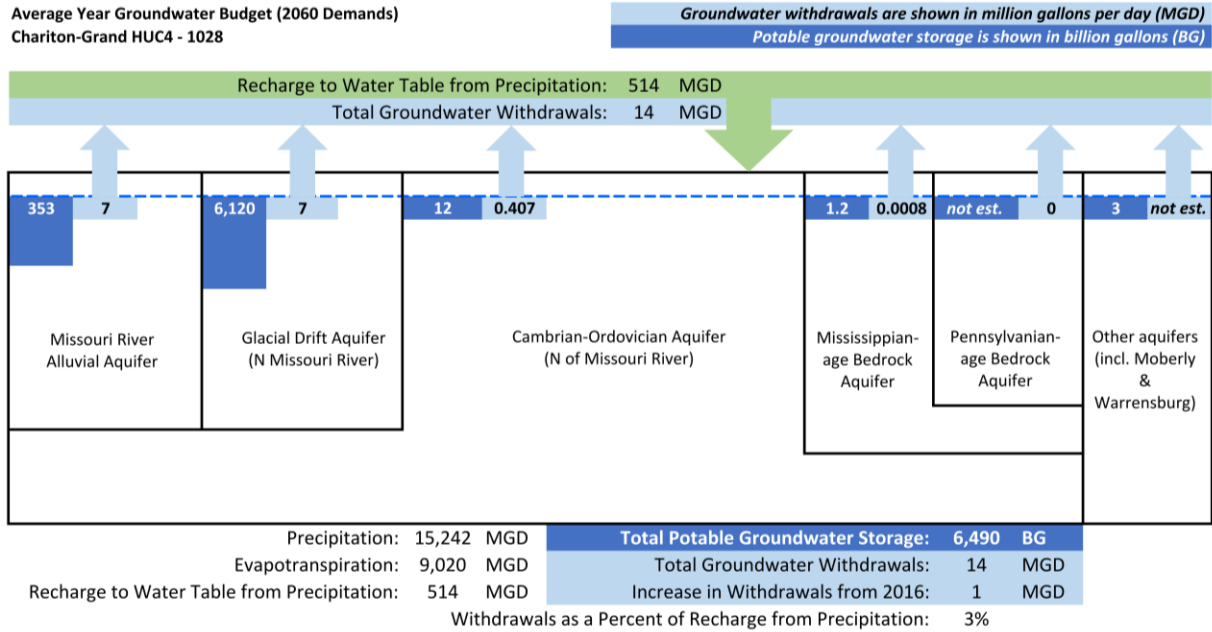 Average Year Groundwater Budget (2060 Demands)
Chariton-Grand HUC4 - 1028
Groundwater withdrawals are shown in million gallons per day (MGD)
Potable groundwater storage is shown in billion gallons (BG)
Recharge to Water Table from Precipitation: 514 MGD
Total Groundwater Withdrawals: 14 MGD
353 7 6,120 7 12 0.407 1.2 0.0008 not est. 0 3 not est.
Missouri River
Alluvial Aquifer
Glacial Drift Aquifer
(N Missouri River)
Cambrian-Ordovician Aquifer
(N of Missouri River)
Mississippian-
age Bedrock
Aquifer
Pennsylvanian-
age Bedrock
Aquifer
Other aquifers
(incl. Moberly
&
Warrensburg)
Precipitation: 15,242 MGD
Evapotranspiration: 9,020 MGD
Recharge to Water Table from Precipitation: 514 MGD
Total Potable Groundwater Storage: 6,490 BG
Total Groundwater Withdrawals: 14 MGD
Increase in Withdrawals from 2016: 1 MGD
Withdrawals as a Percent of Recharge from Precipitation: 3%